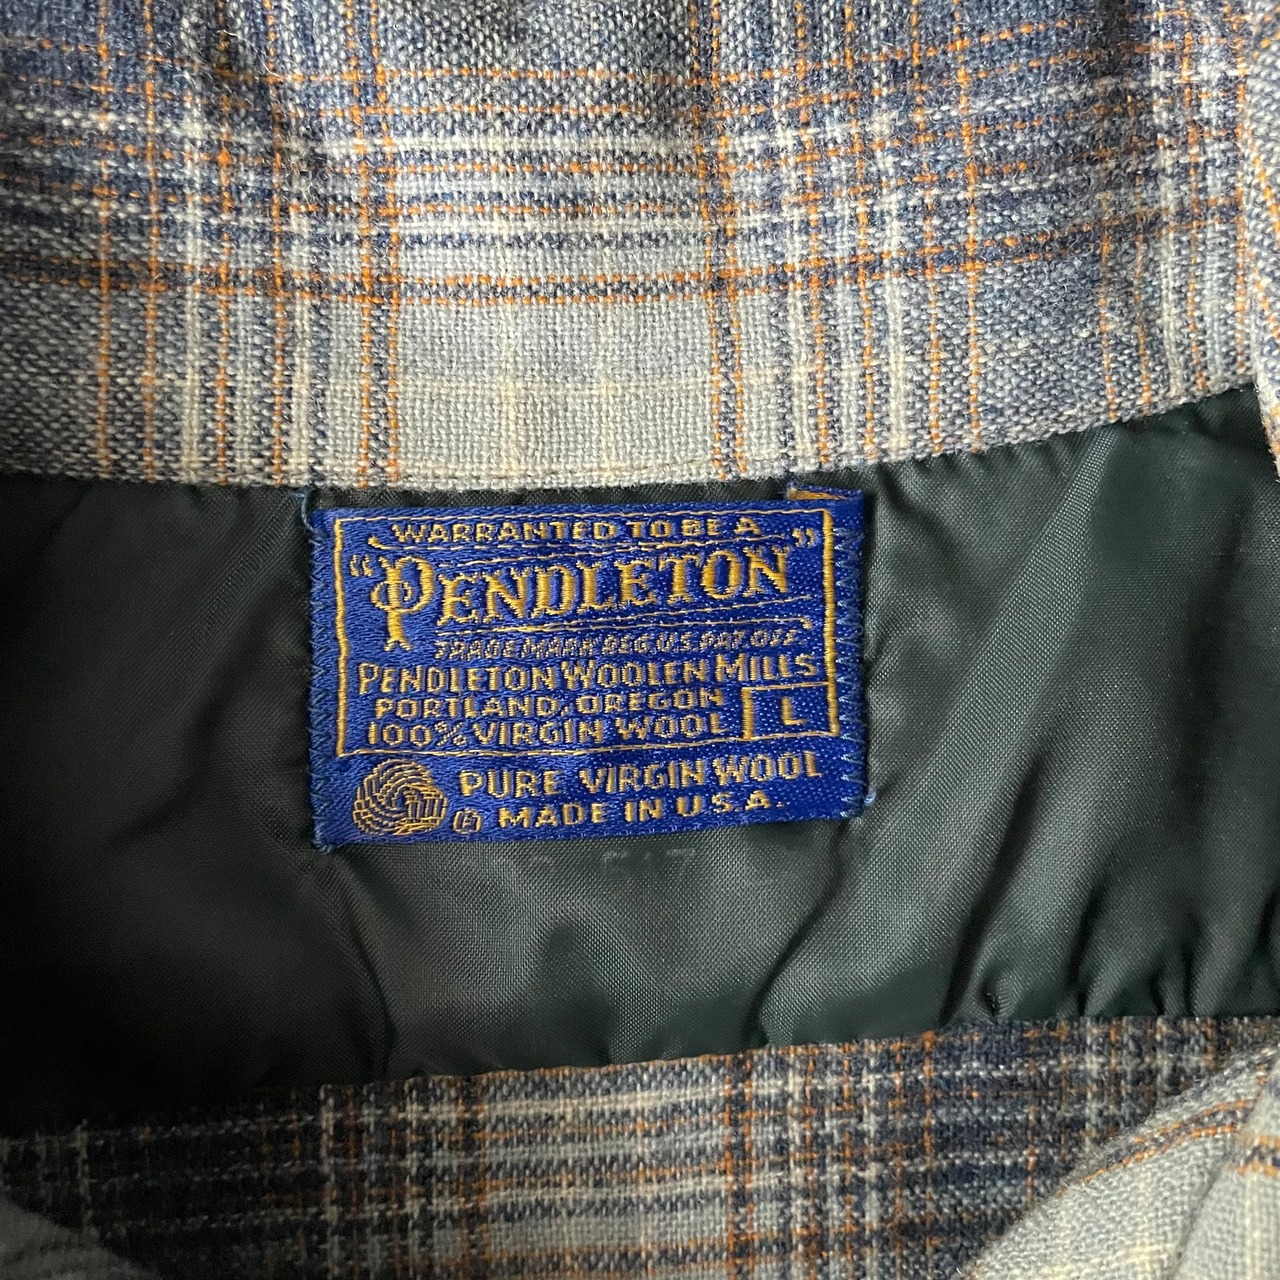 WARRANTED TO BE A
"PENDLETON"
TRADE MARK REG. U.S. PAT. OFF.
PENDLETON WOOLEN MILLS
PORTLAND, OREGON
100% VIRGIN WOOL
L
PURE VIRGIN WOOL
MADE IN U.S.A.